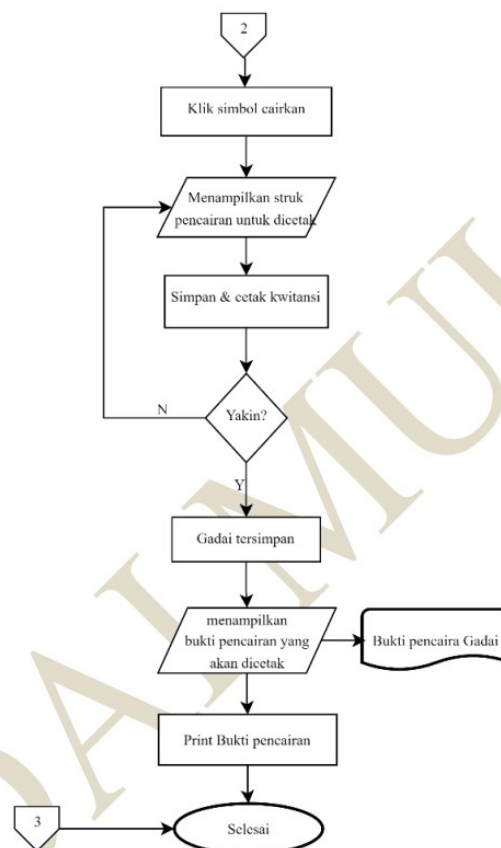 2
Klik simbol cairkan
Menampilkan struk
pencairan untuk dicetak
Simpan & cetak kwitansi
Yakin?
N
Y
Gadai tersimpan
menampilkan
bukti pencairan yang
akan dicetak
Bukti pencaira Gadai
Print Bukti pencairan
3
Selesai